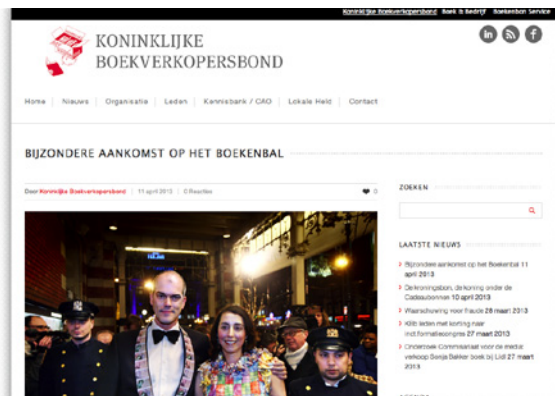 Koninklijke Boekverkopersbond Boek & Bedrijf Boekenbon Service
KONINKLIJKE
BOEKVERKOPERSBOND
Home Nieuws Organisatie Leden Kennisbank / CAO Lokale Held Contact
BIJZONDERE AANKOMST OP HET BOEKENBAL
Door Koninklijke Boekverkopersbond 11 april 2013 0 Reacties 0
ZOEKEN
LAATSTE NIEUWS
Bijzondere aankomst op het Boekenbal 11
april 2013
De koningsbon, de koning onder de
Cadeaubonnen 10 april 2013
Waarschuwing voor fraude 28 maart 2013
KBb leden met korting naar
Inct formaliecongres 27 maart 2013
Onderzoek Commissariaat voor de media:
verkoop Sonja Bakker boek bij Lidl 27 maart
2013